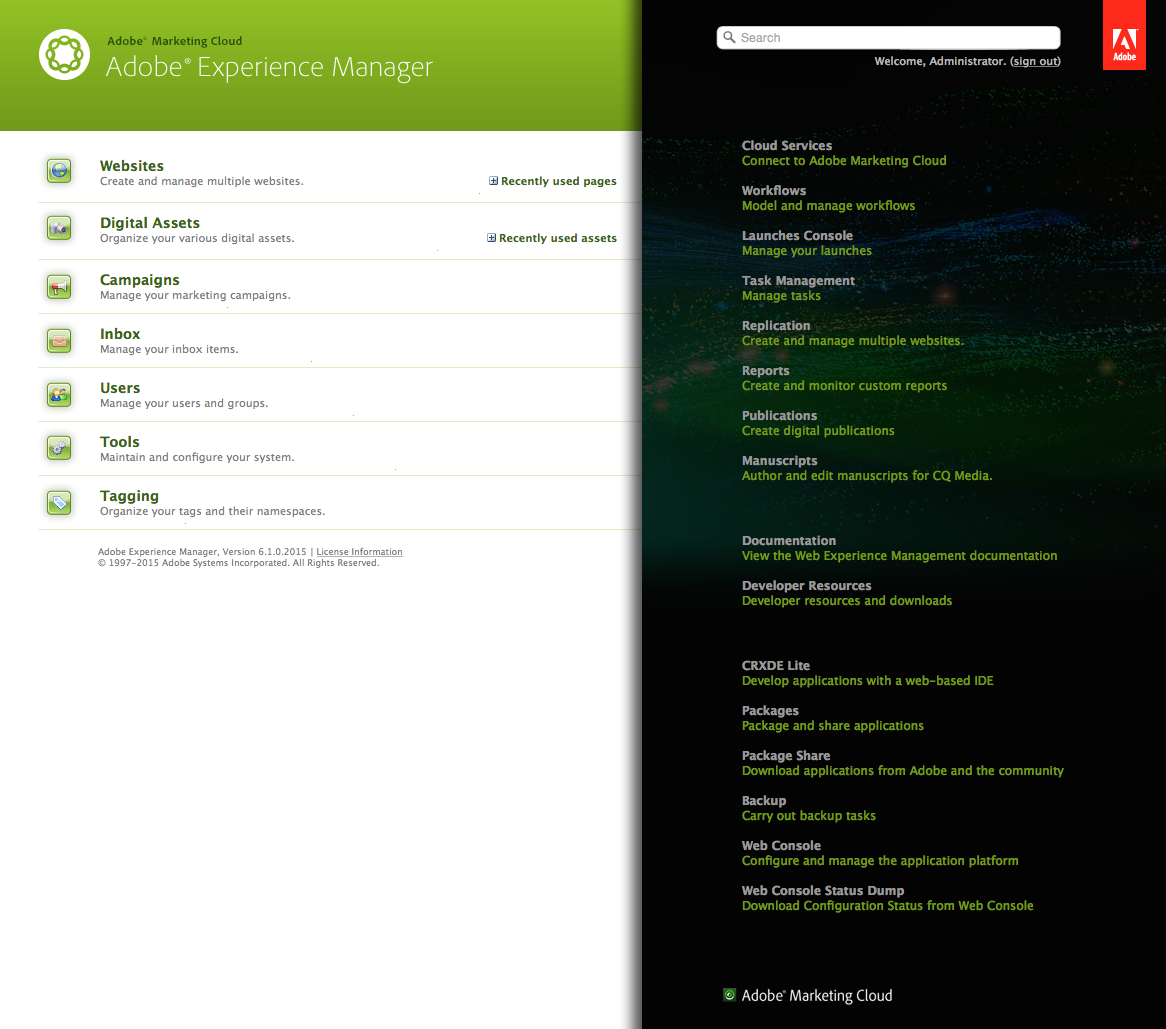 Adobe® Marketing Cloud
Adobe® Experience Manager
Websites
Create and manage multiple websites.
Recently used pages
Digital Assets
Organize your various digital assets.
Recently used assets
Campaigns
Manage your marketing campaigns.
Inbox
Manage your inbox items.
Users
Manage your users and groups.
Tools
Maintain and configure your system.
Tagging
Organize your tags and their namespaces.
Adobe Experience Manager, Version 6.1.0.2015 | License Information
© 1997-2015 Adobe Systems Incorporated. All Rights Reserved.
Search
Adobe
Welcome, Administrator. (sign out)
Cloud Services
Connect to Adobe Marketing Cloud
Workflows
Model and manage workflows
Launches Console
Manage your launches
Task Management
Manage tasks
Replication
Create and manage multiple websites.
Reports
Create and monitor custom reports
Publications
Create digital publications
Manuscripts
Author and edit manuscripts for CQ Media.
Documentation
View the Web Experience Management documentation
Developer Resources
Developer resources and downloads
CRXDE Lite
Develop applications with a web-based IDE
Packages
Package and share applications
Package Share
Download applications from Adobe and the community
Backup
Carry out backup tasks
Web Console
Configure and manage the application platform
Web Console Status Dump
Download Configuration Status from Web Console
Adobe® Marketing Cloud